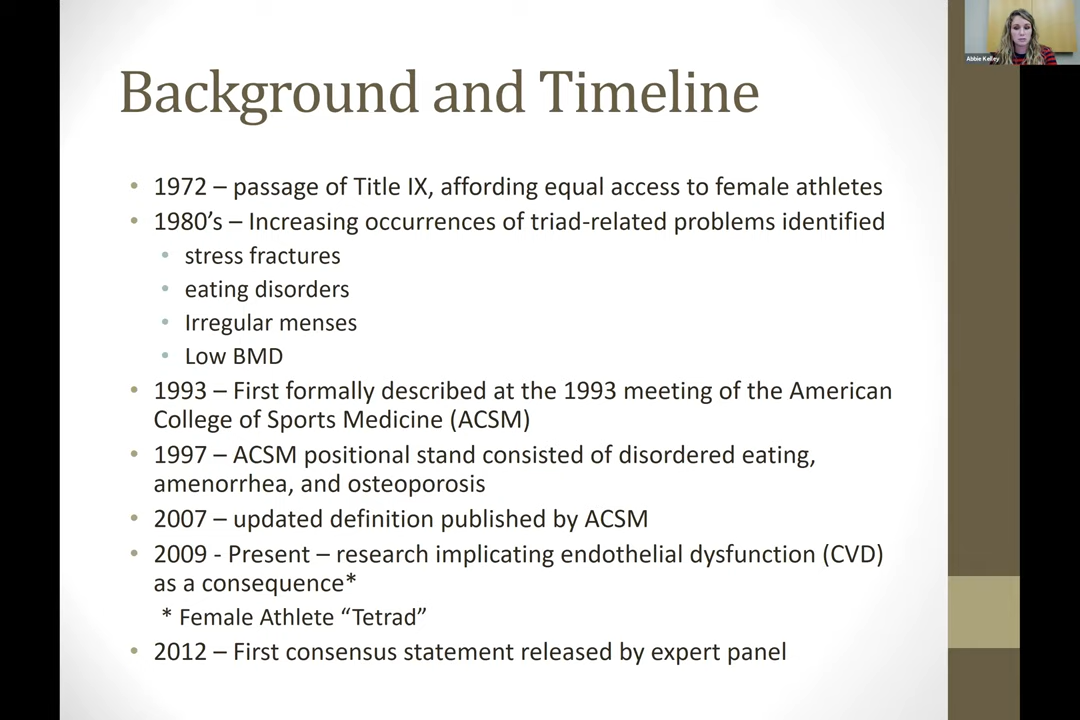 Background and Timeline
• 1972 – passage of Title IX, affording equal access to female athletes
• 1980's – Increasing occurrences of triad-related problems identified
• stress fractures
• eating disorders
• Irregular menses
• Low BMD
• 1993 – First formally described at the 1993 meeting of the American
College of Sports Medicine (ACSM)
• 1997 – ACSM positional stand consisted of disordered eating,
amenorrhea, and osteoporosis
• 2007 – updated definition published by ACSM
• 2009 - Present – research implicating endothelial dysfunction (CVD)
as a consequence*
* Female Athlete “Tetrad”
• 2012 – First consensus statement released by expert panel
Abbie Kelley